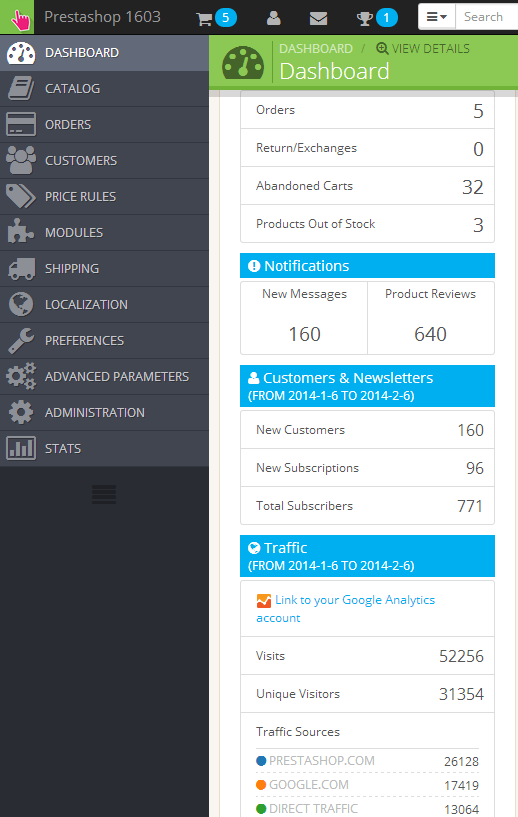 Prestashop 1603
5
1
Search
DASHBOARD
CATALOG
ORDERS
CUSTOMERS
PRICE RULES
MODULES
SHIPPING
LOCALIZATION
PREFERENCES
ADVANCED PARAMETERS
ADMINISTRATION
STATS
DASHBOARD / VIEW DETAILS
Dashboard
Orders 5
Return/Exchanges 0
Abandoned Carts 32
Products Out of Stock 3
Notifications
New Messages Product Reviews
160 640
Customers & Newsletters
(FROM 2014-1-6 TO 2014-2-6)
New Customers 160
New Subscriptions 96
Total Subscribers 771
Traffic
(FROM 2014-1-6 TO 2014-2-6)
Link to your Google Analytics
account
Visits 52256
Unique Visitors 31354
Traffic Sources
PRESTASHOP.COM 26128
GOOGLE.COM 17419
DIRECT TRAFFIC 13064